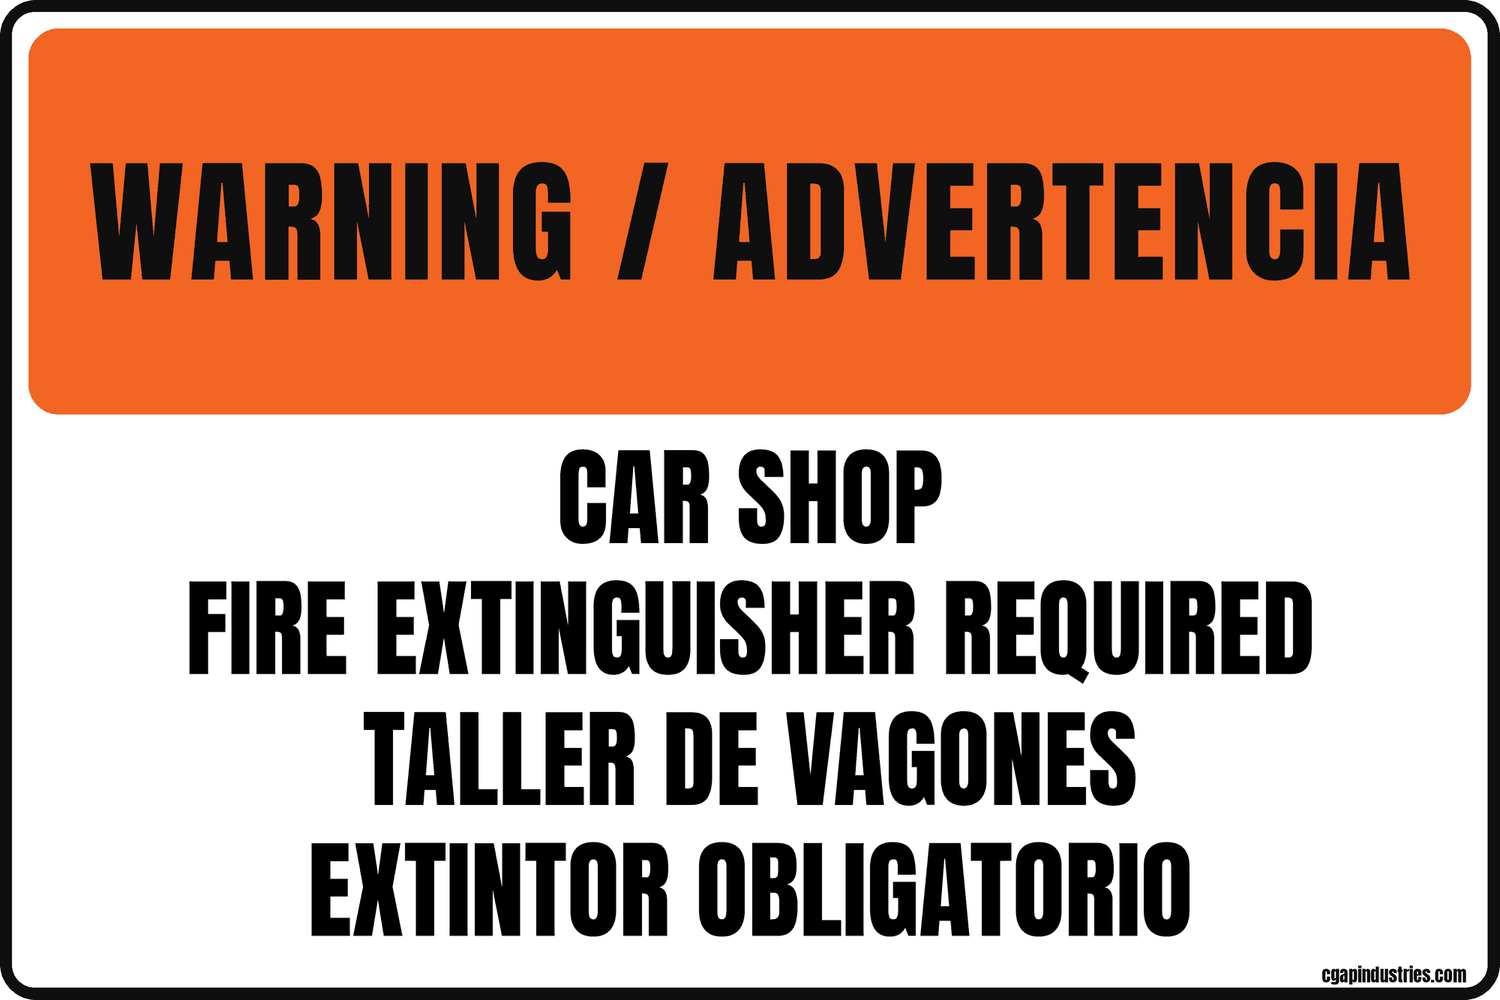 WARNING / ADVERTENCIA
CAR SHOP
FIRE EXTINGUISHER REQUIRED
TALLER DE VAGONES
EXTINTOR OBLIGATORIO
cgapindustries.com